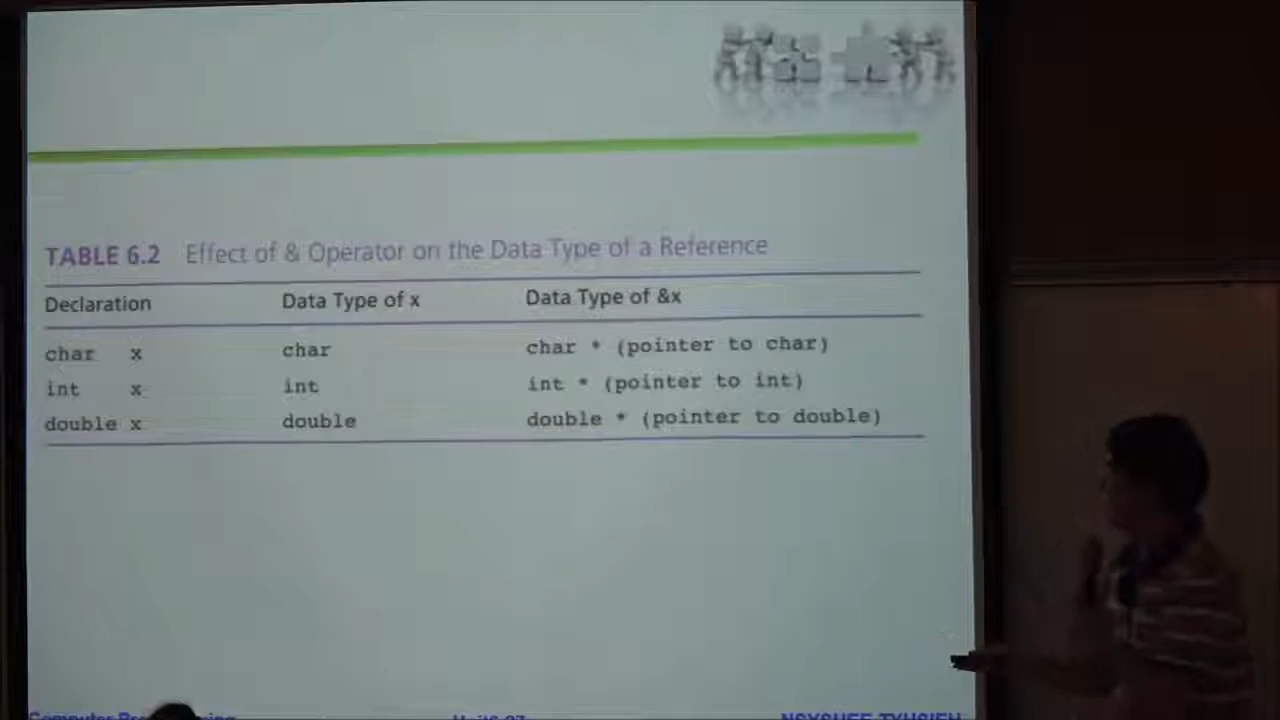 TABLE 6.2 Effect of & Operator on the Data Type of a Reference
Declaration Data Type of x Data Type of &x
char x char char * (pointer to char)
int x int int * (pointer to int)
double x double double * (pointer to double)
Computer